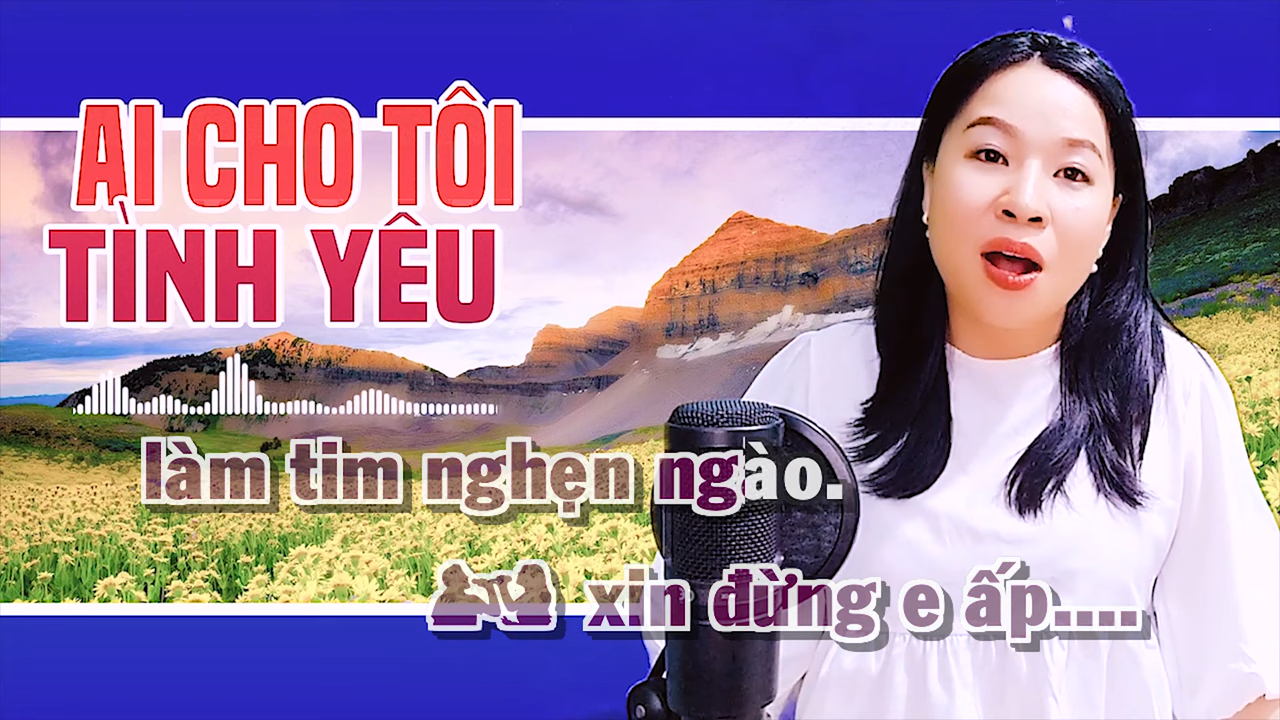 AI CHO TÔI
TÌNH YÊU
làm tim nghẹn ngào.
xin đừng e ấp....